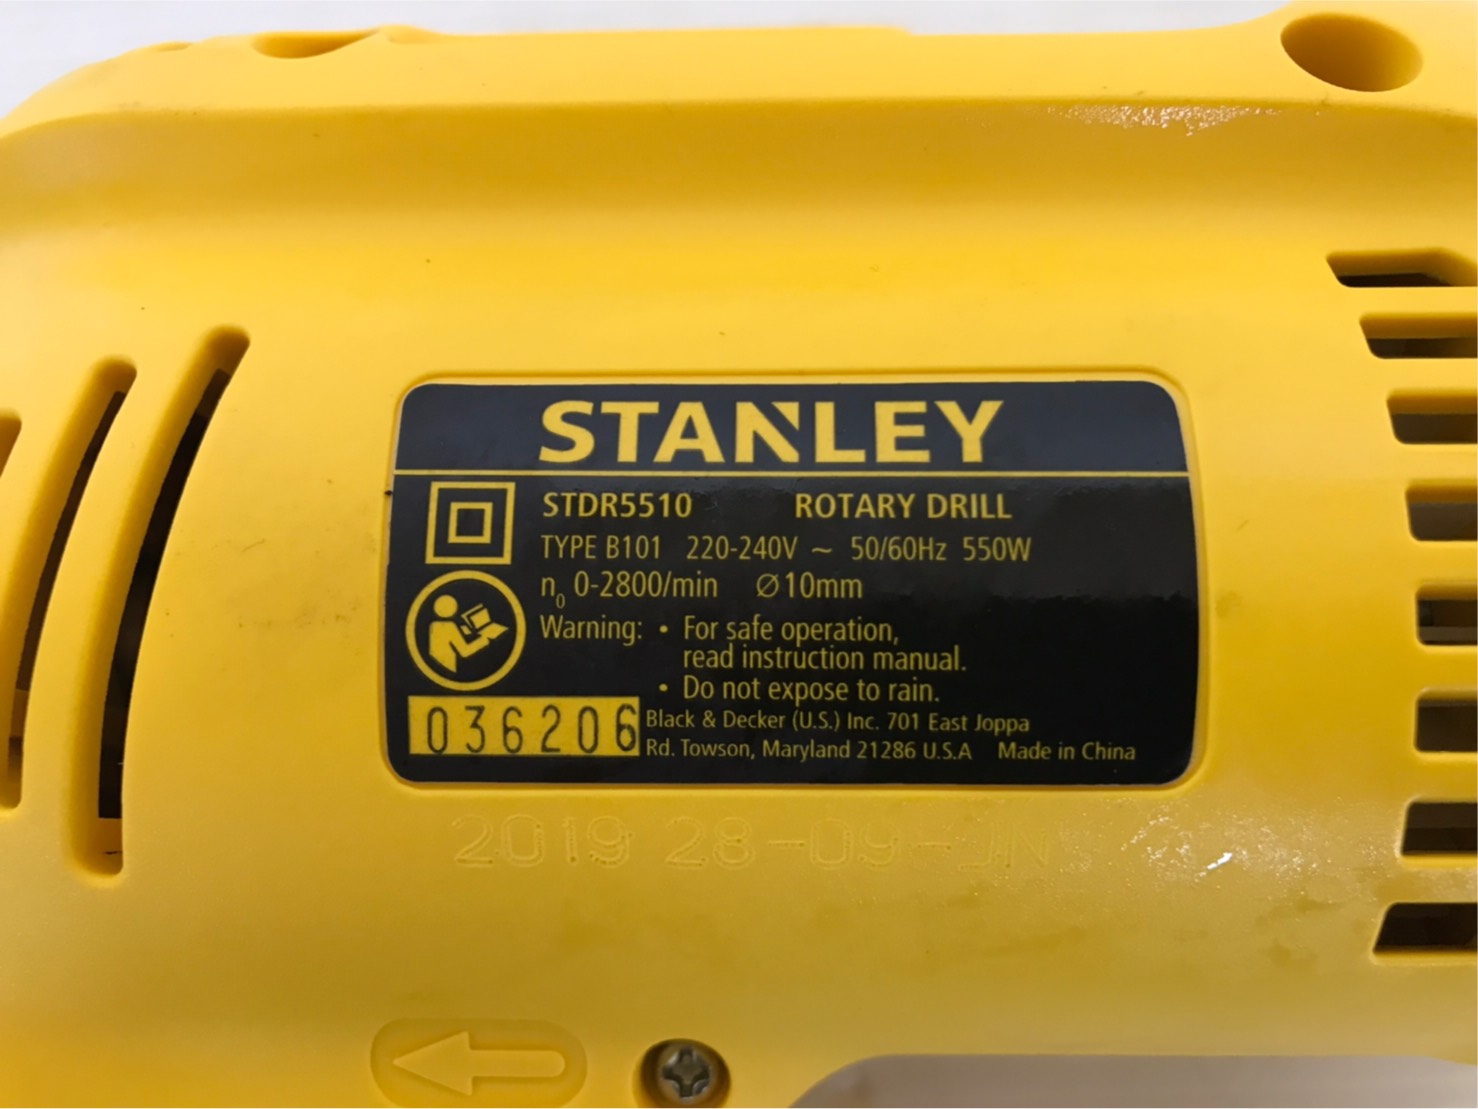 STANLEY
STDR5510 ROTARY DRILL
TYPE B101 220-240V ~ 50/60Hz 550W
n₀ 0-2800/min ⌀10mm
Warning: • For safe operation,
read instruction manual.
• Do not expose to rain.
036206
Black & Decker (U.S.) Inc. 701 East Joppa
Rd. Towson, Maryland 21286 U.S.A Made in China
2019 28-09-JN